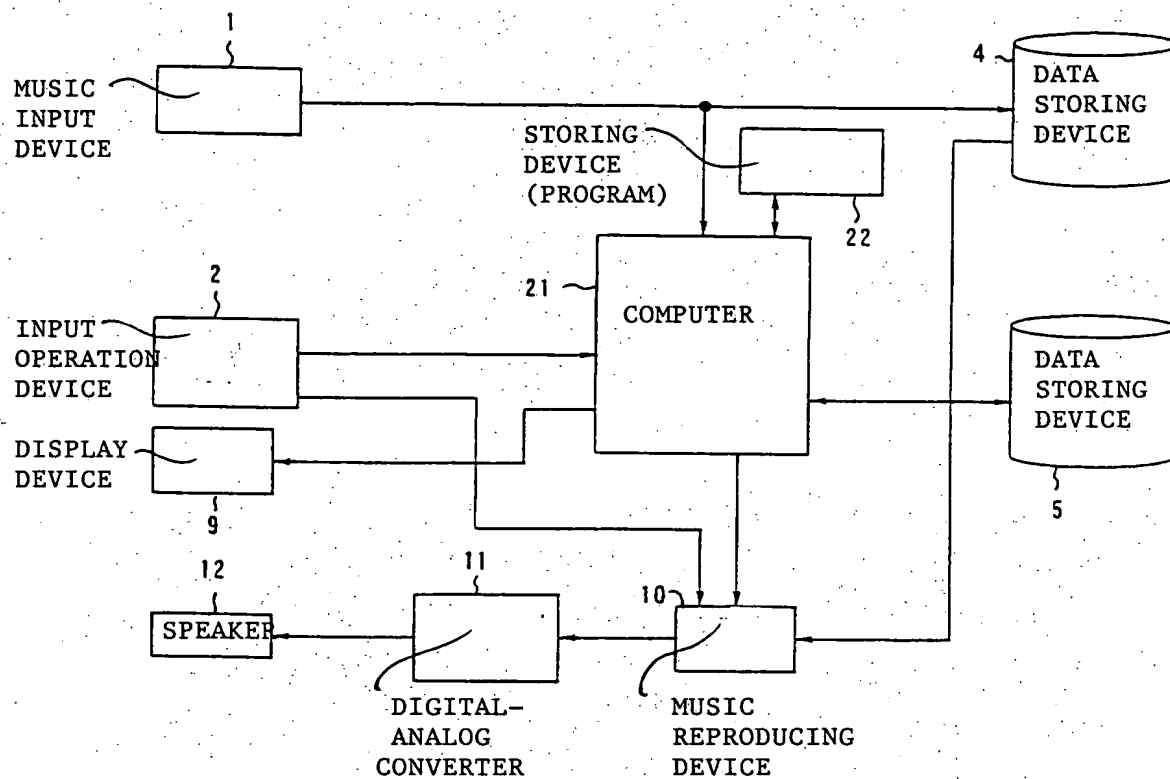 1
MUSIC
INPUT
DEVICE
4
DATA
STORING
DEVICE
STORING
DEVICE
(PROGRAM)
22
21
COMPUTER
2
INPUT
OPERATION
DEVICE
DATA
STORING
DEVICE
5
DISPLAY
DEVICE
9
12
SPEAKER
11
10
DIGITAL-
ANALOG
CONVERTER
MUSIC
REPRODUCING
DEVICE